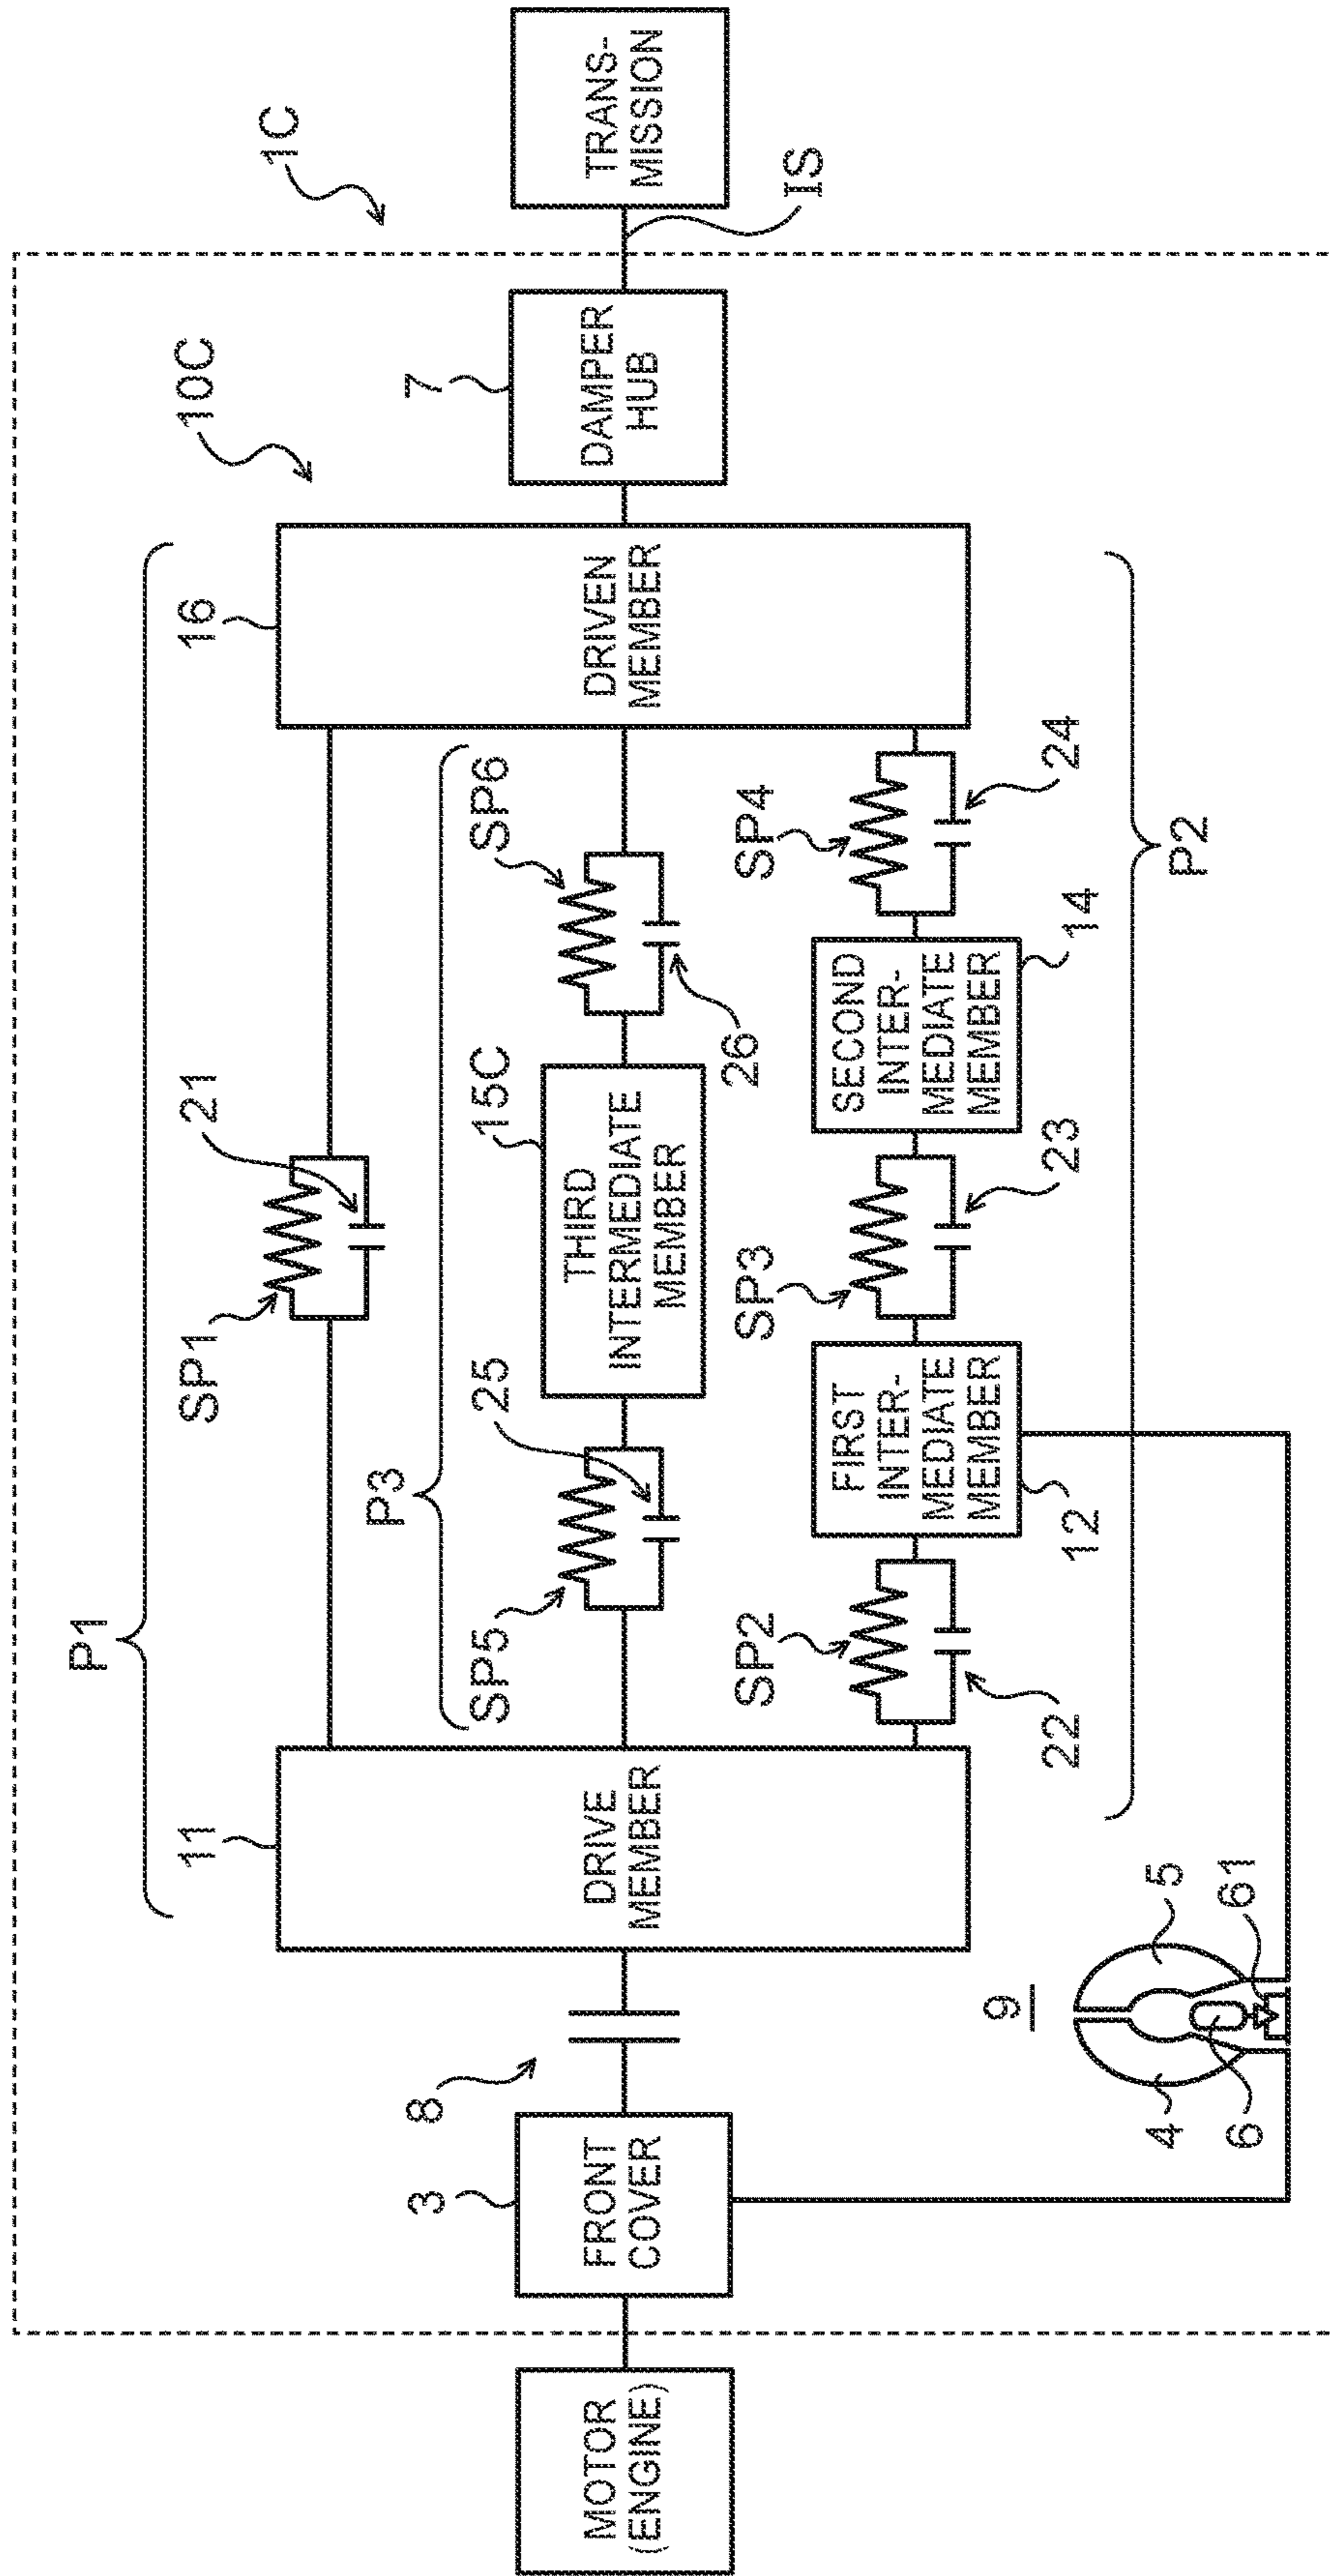 1C
10C
P1
11
16
SP1
21
P3
SP5
25
15C
SP6
26
MOTOR
(ENGINE)
3
FRONT
COVER
8
DRIVE
MEMBER
THIRD
INTERMEDIATE
MEMBER
DRIVEN
MEMBER
7
DAMPER
HUB
IS
TRANS-
MISSION
SP2
22
FIRST
INTER-
MEDIATE
MEMBER
12
SP3
23
SECOND
INTER-
MEDIATE
MEMBER
14
SP4
24
P2
9
4
5
6
61